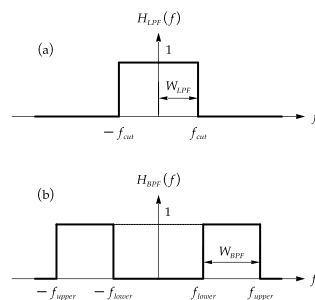 H_LPF(f)
(a)
1
W_LPF
f
− f_cut
f_cut
H_BPF(f)
(b)
1
W_BPF
f
− f_upper
− f_lower
f_lower
f_upper